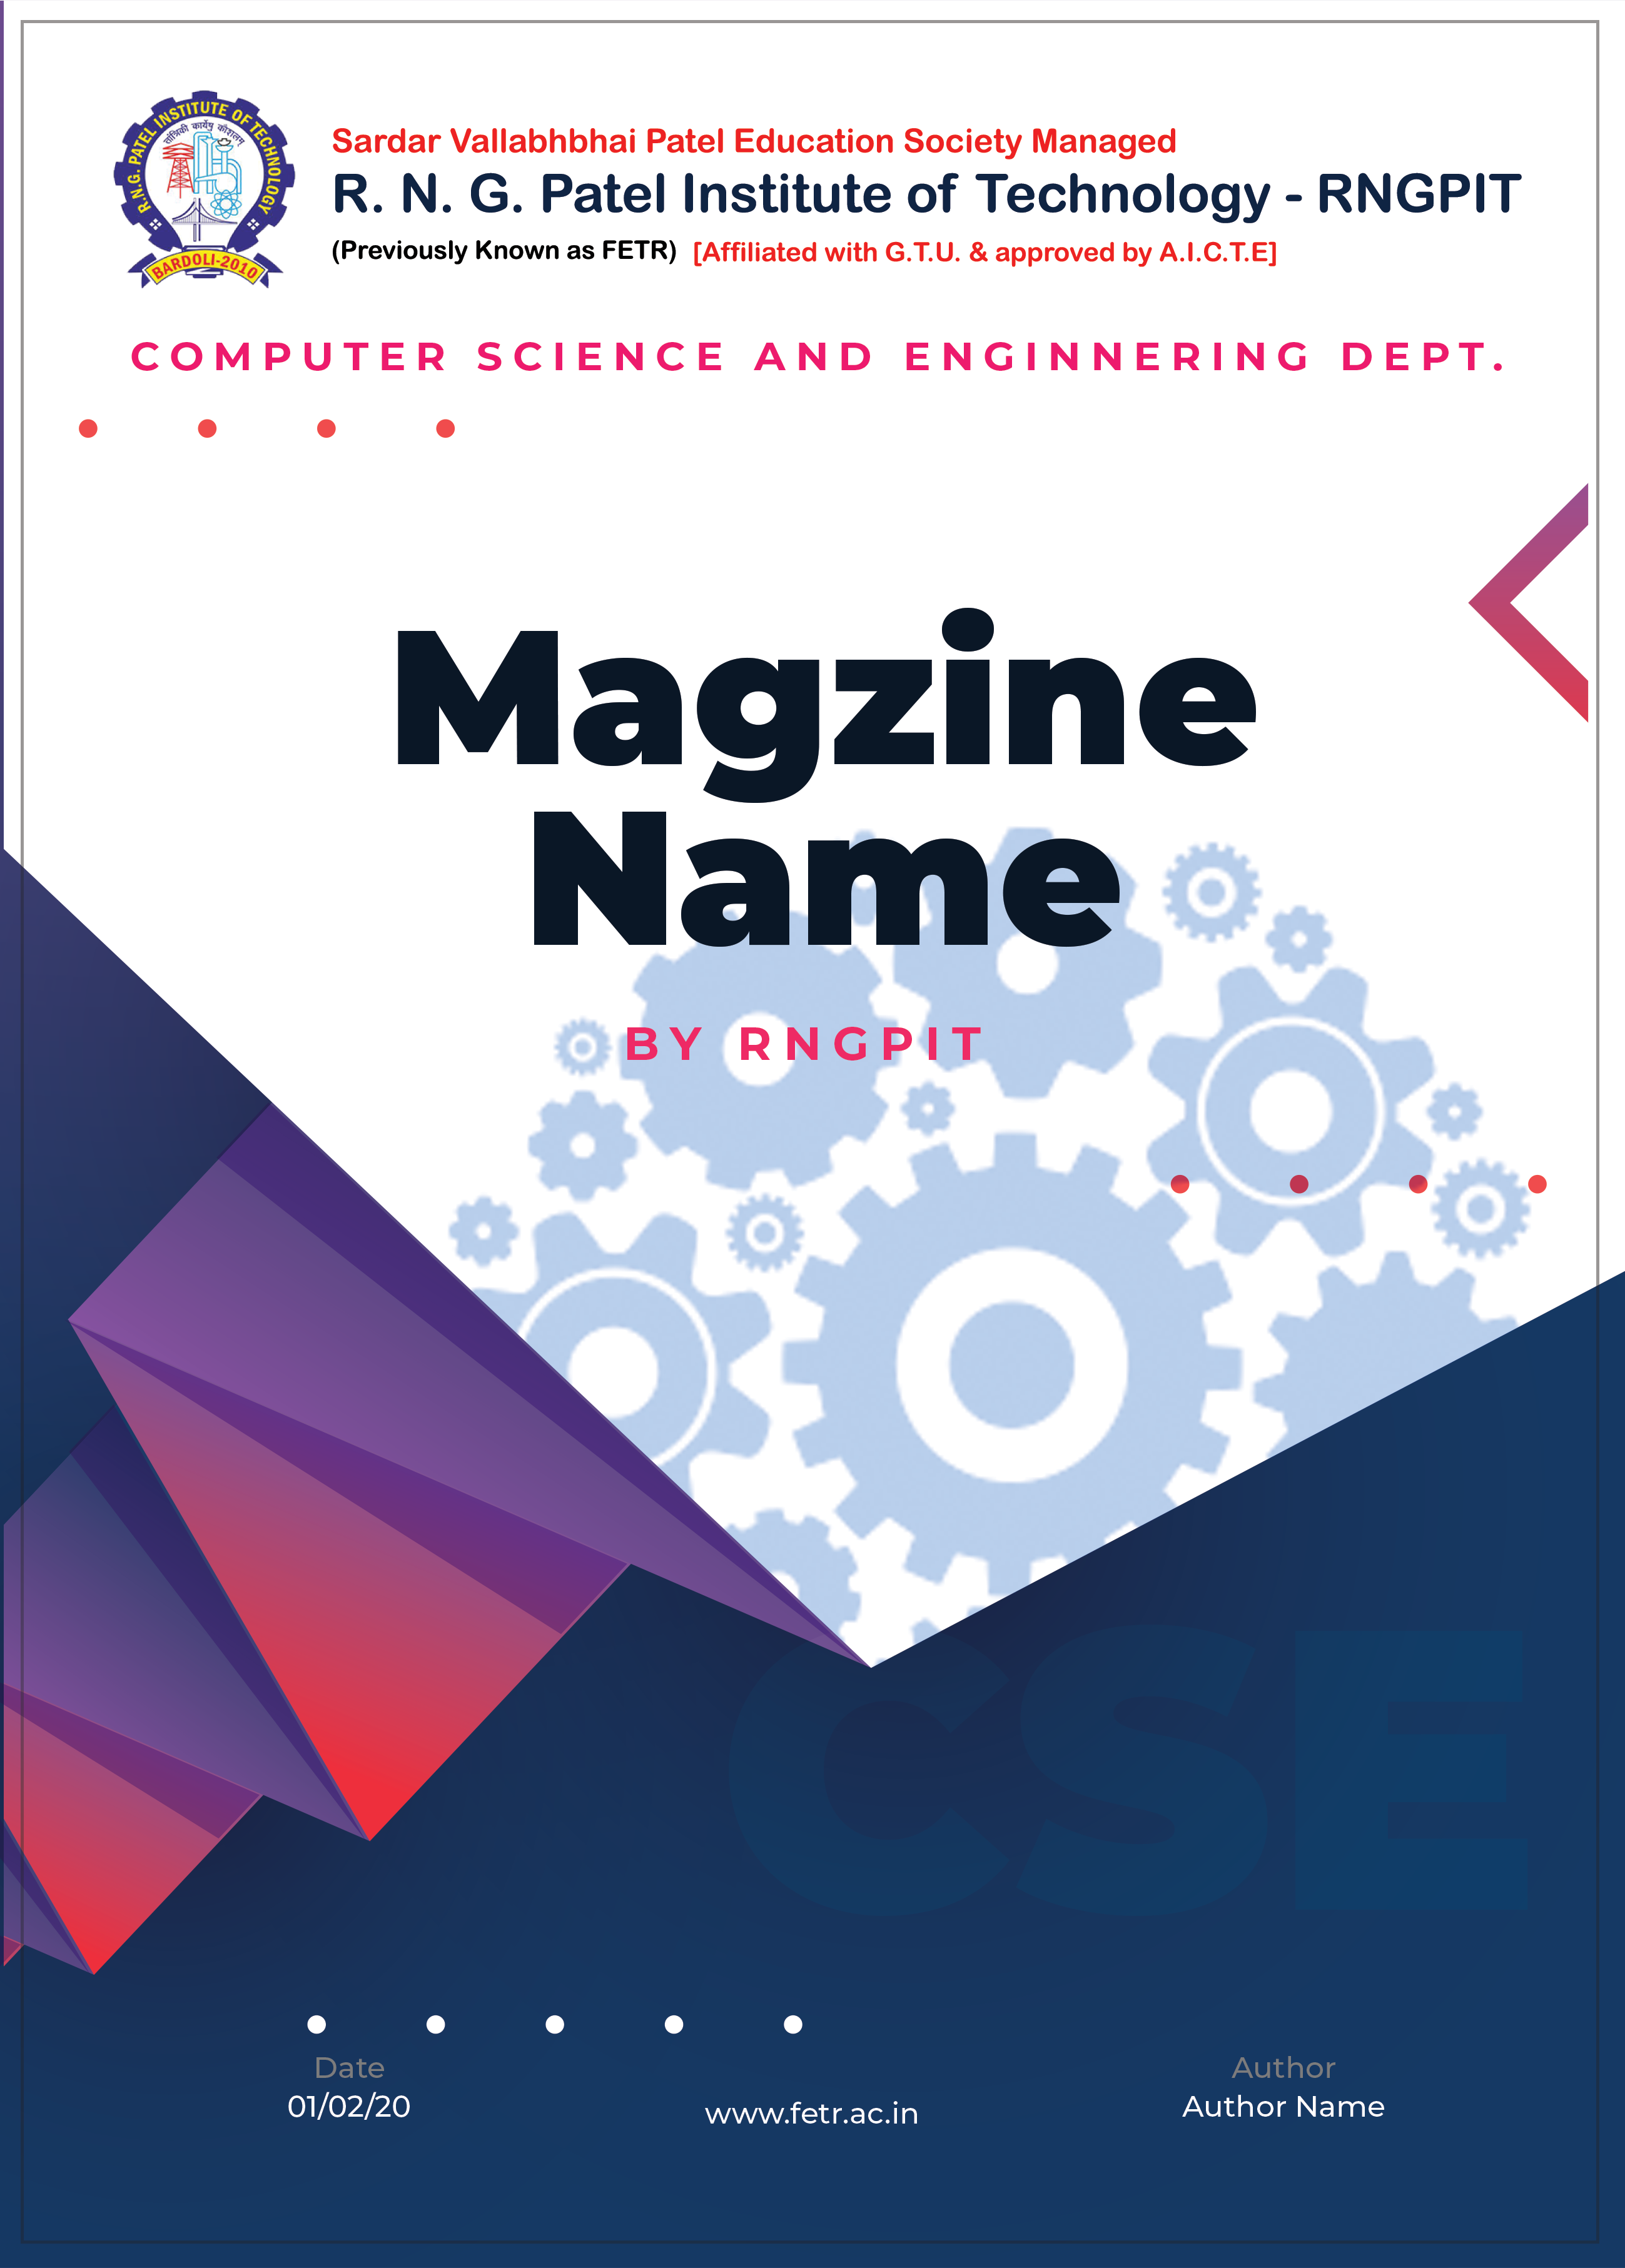 R.N.G. PATEL INSTITUTE OF TECHNOLOGY
तांत्रिकी कार्येषु कौशलम्
BARDOLI-2010
Sardar Vallabhbhai Patel Education Society Managed
R. N. G. Patel Institute of Technology - RNGPIT
(Previously Known as FETR) [Affiliated with G.T.U. & approved by A.I.C.T.E]
COMPUTER SCIENCE AND ENGINNERING DEPT.
Magzine
Name
BY RNGPIT
CSE
Date
01/02/20
www.fetr.ac.in
Author
Author Name